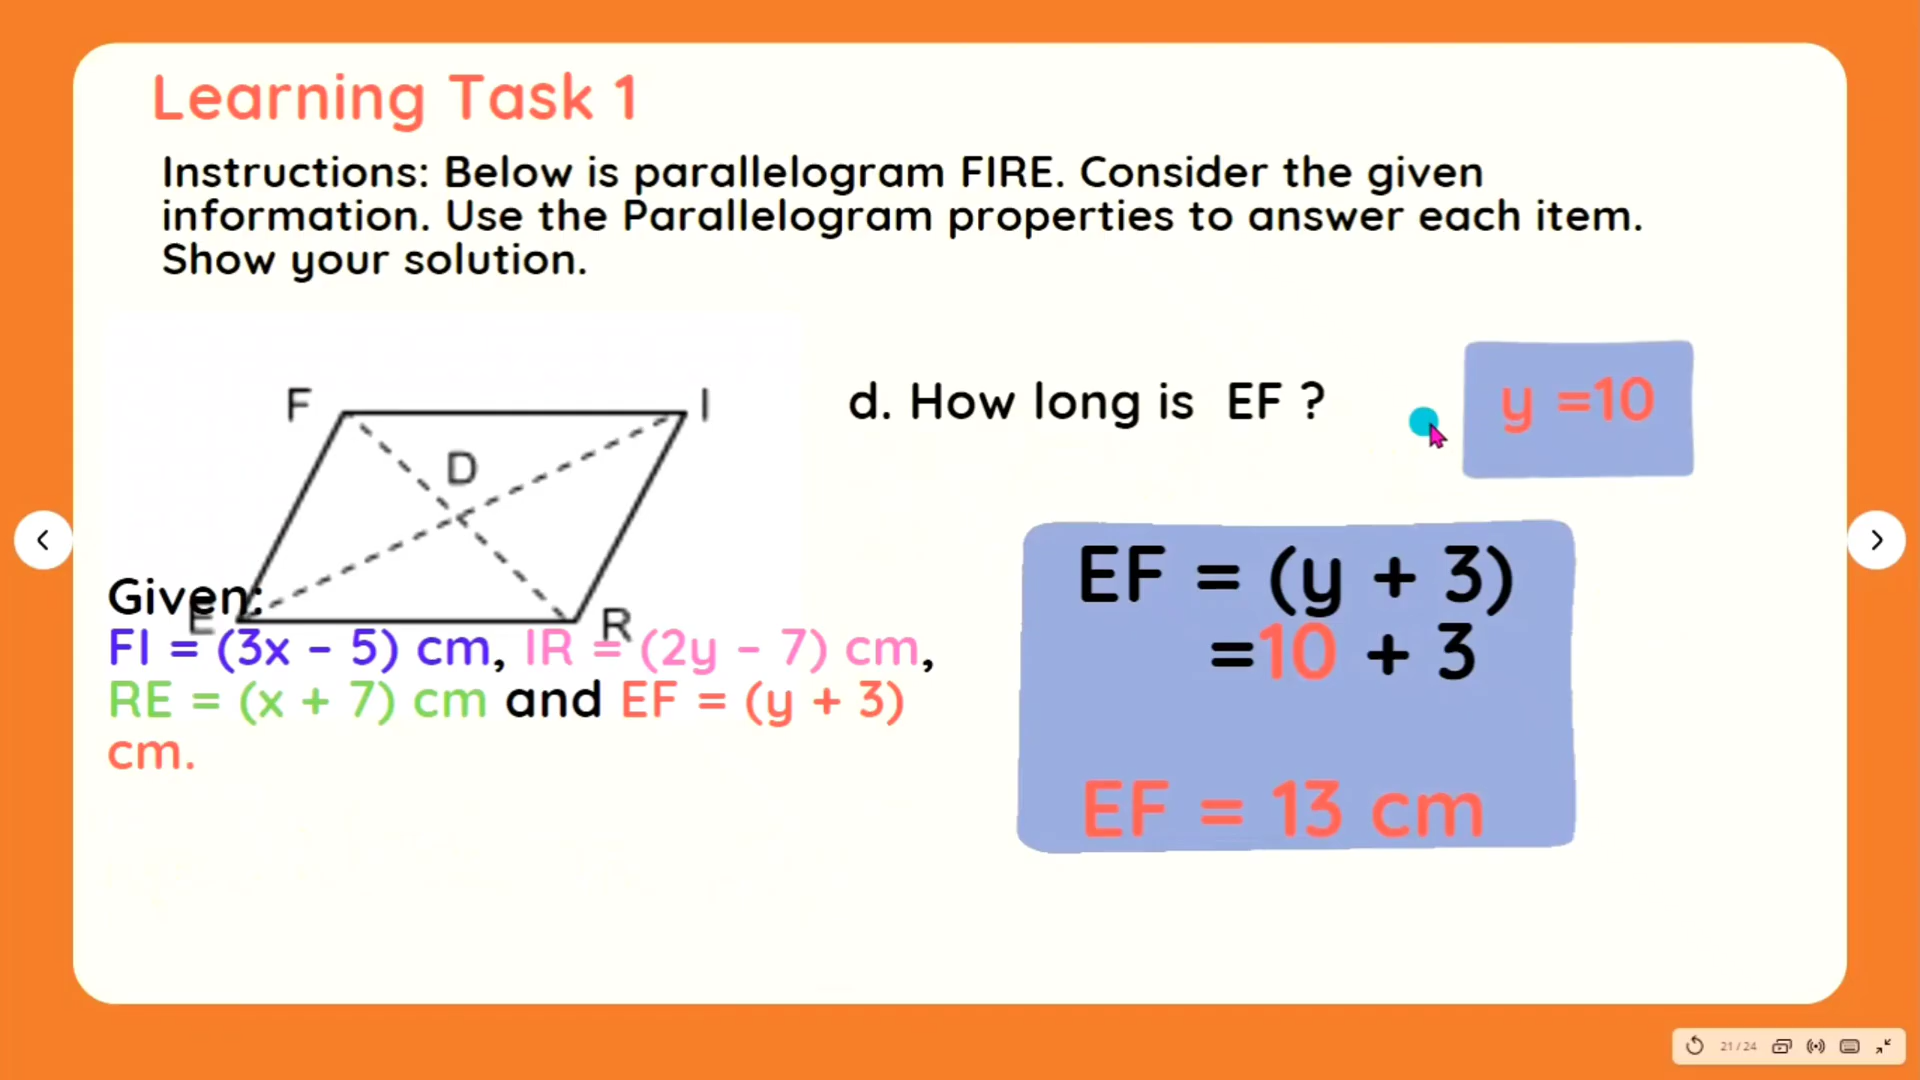 Learning Task 1
Instructions: Below is parallelogram FIRE. Consider the given
information. Use the Parallelogram properties to answer each item.
Show your solution.
F
I
D
E
R
Given:
FI = (3x – 5) cm, IR = (2y – 7) cm,
RE = (x + 7) cm and EF = (y + 3)
cm.
d. How long is EF ?
y =10
EF = (y + 3)
=10 + 3
EF = 13 cm
21 / 24